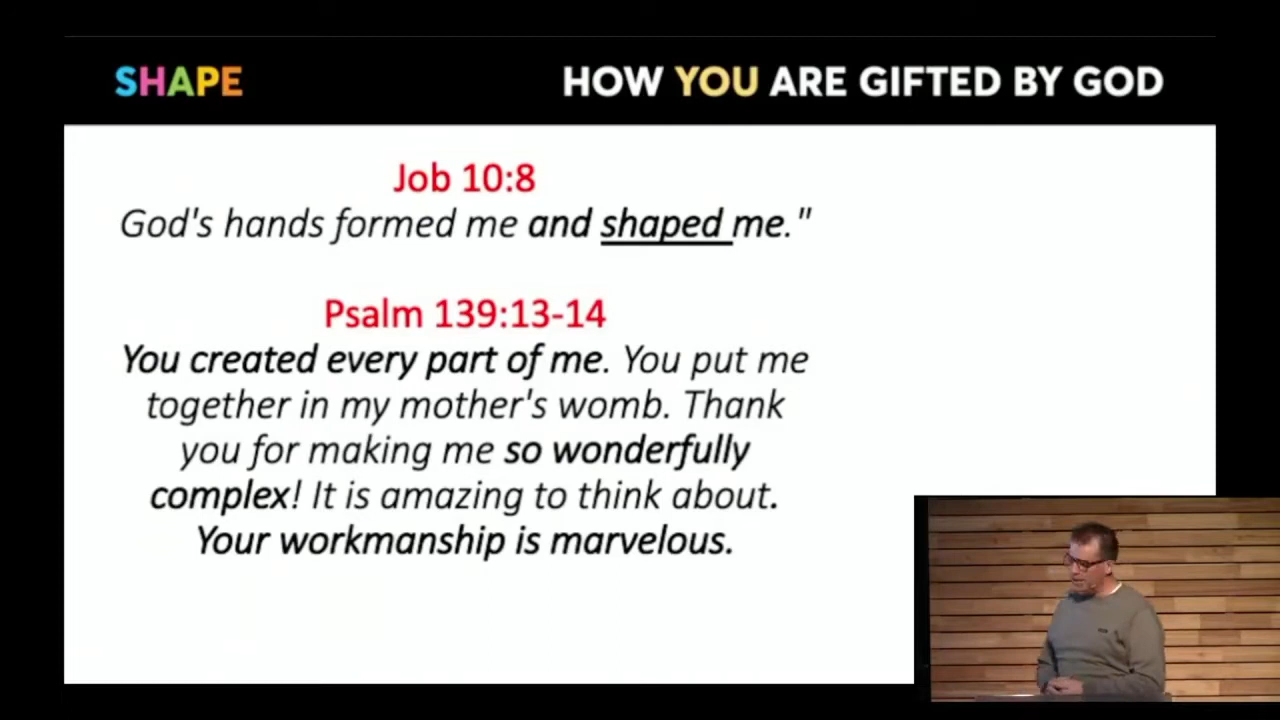 SHAPE
HOW YOU ARE GIFTED BY GOD
Job 10:8
God's hands formed me and shaped me."
Psalm 139:13-14
You created every part of me. You put me
together in my mother's womb. Thank
you for making me so wonderfully
complex! It is amazing to think about.
Your workmanship is marvelous.